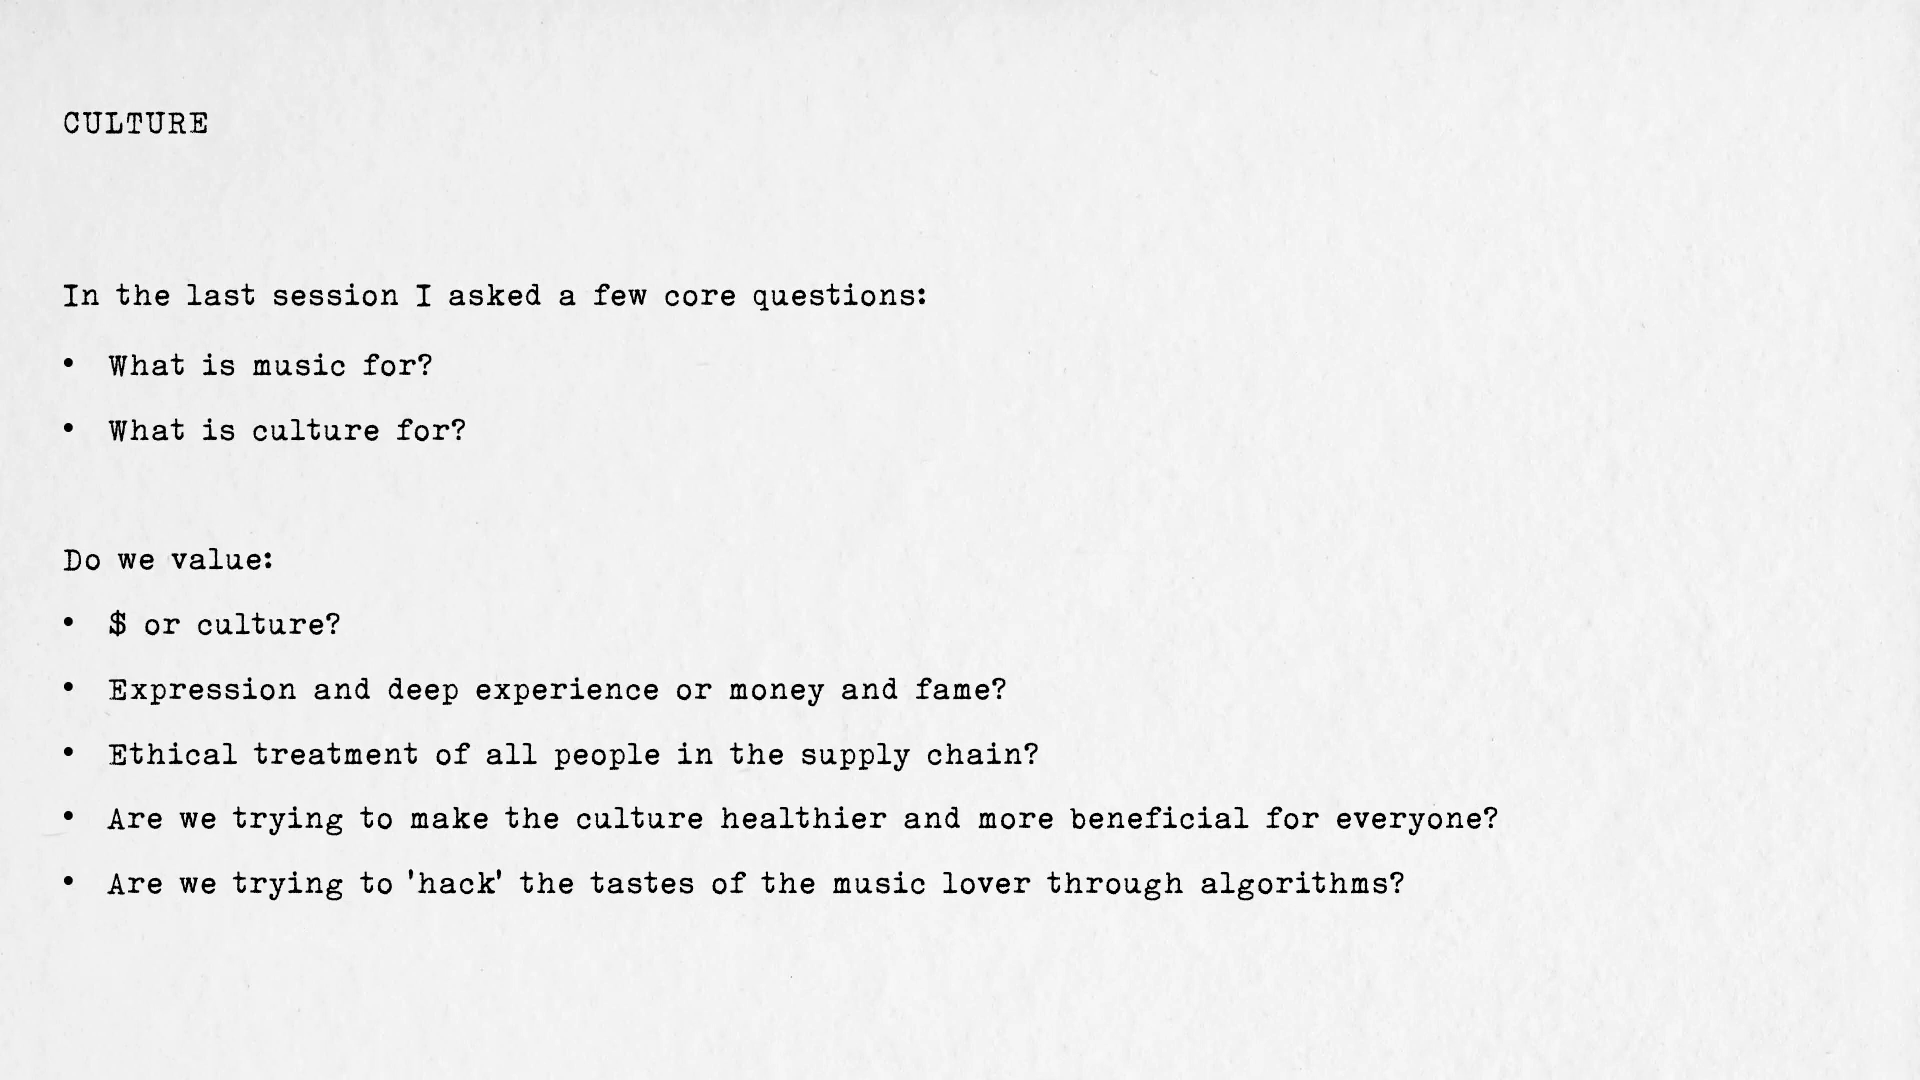 CULTURE
In the last session I asked a few core questions:
• What is music for?
• What is culture for?
Do we value:
• $ or culture?
• Expression and deep experience or money and fame?
• Ethical treatment of all people in the supply chain?
• Are we trying to make the culture healthier and more beneficial for everyone?
• Are we trying to 'hack' the tastes of the music lover through algorithms?